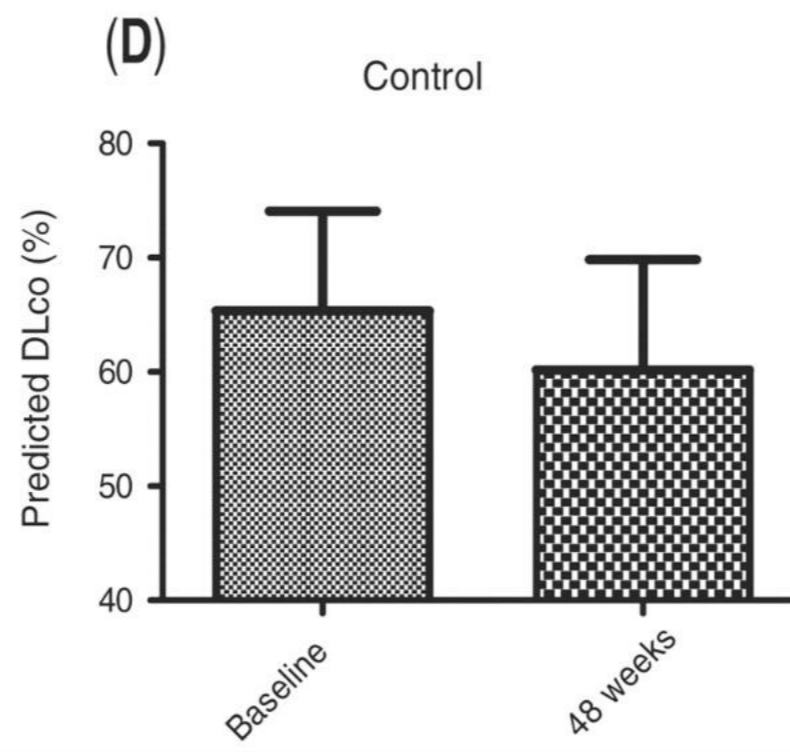 (D)
Control
Predicted DLco (%)
80
70
60
50
40
Baseline
48 weeks